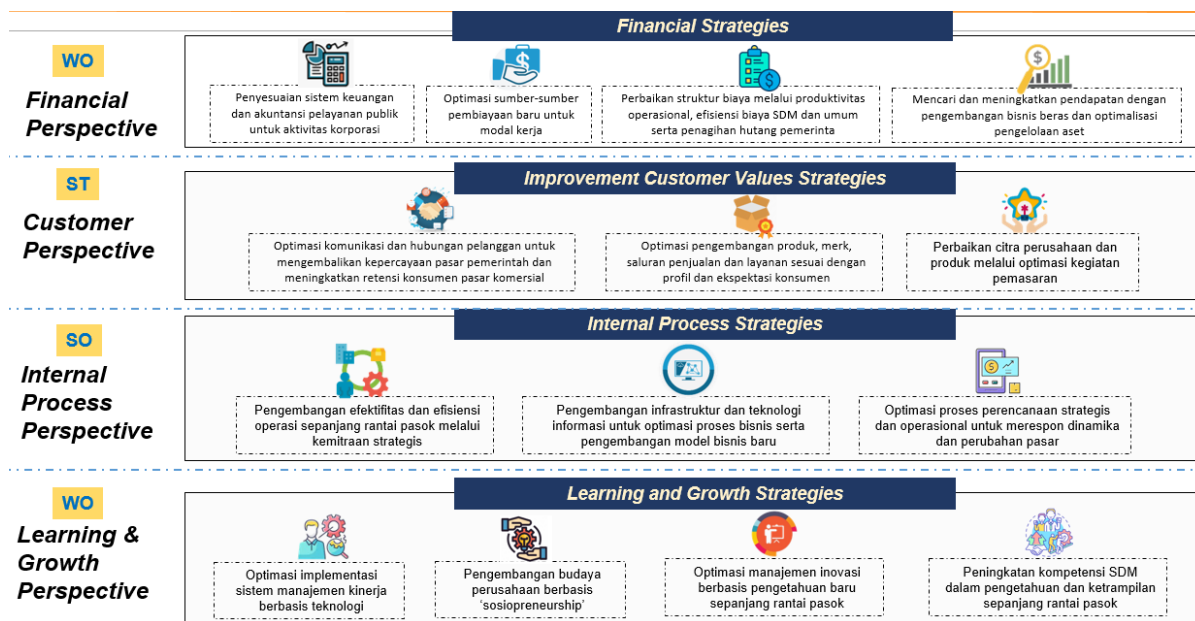 Financial Strategies
WO
Financial
Perspective
Penyesuaian sistem keuangan
dan akuntansi pelayanan publik
untuk aktivitas korporasi
Optimasi sumber-sumber
pembiayaan baru untuk
modal kerja
Perbaikan struktur biaya melalui produktivitas
operasional, efisiensi biaya SDM dan umum
serta penagihan hutang pemerinta
Mencari dan meningkatkan pendapatan dengan
pengembangan bisnis beras dan optimalisasi
pengelolaan aset
Improvement Customer Values Strategies
ST
Customer
Perspective
Optimasi komunikasi dan hubungan pelanggan untuk
mengembalikan kepercayaan pasar pemerintah dan
meningkatkan retensi konsumen pasar komersial
Optimasi pengembangan produk, merk,
saluran penjualan dan layanan sesuai dengan
profil dan ekspektasi konsumen
Perbaikan citra perusahaan dan
produk melalui optimasi kegiatan
pemasaran
Internal Process Strategies
SO
Internal
Process
Perspective
Pengembangan efektifitas dan efisiensi
operasi sepanjang rantai pasok melalui
kemitraan strategis
Pengembangan infrastruktur dan teknologi
informasi untuk optimasi proses bisnis serta
pengembangan model bisnis baru
Optimasi proses perencanaan strategis
dan operasional untuk merespon dinamika
dan perubahan pasar
Learning and Growth Strategies
WO
Learning &
Growth
Perspective
Optimasi implementasi
sistem manajemen kinerja
berbasis teknologi
Pengembangan budaya
perusahaan berbasis
'sosiopreneurship'
Optimasi manajemen inovasi
berbasis pengetahuan baru
sepanjang rantai pasok
Peningkatan kompetensi SDM
dalam pengetahuan dan ketrampilan
sepanjang rantai pasok